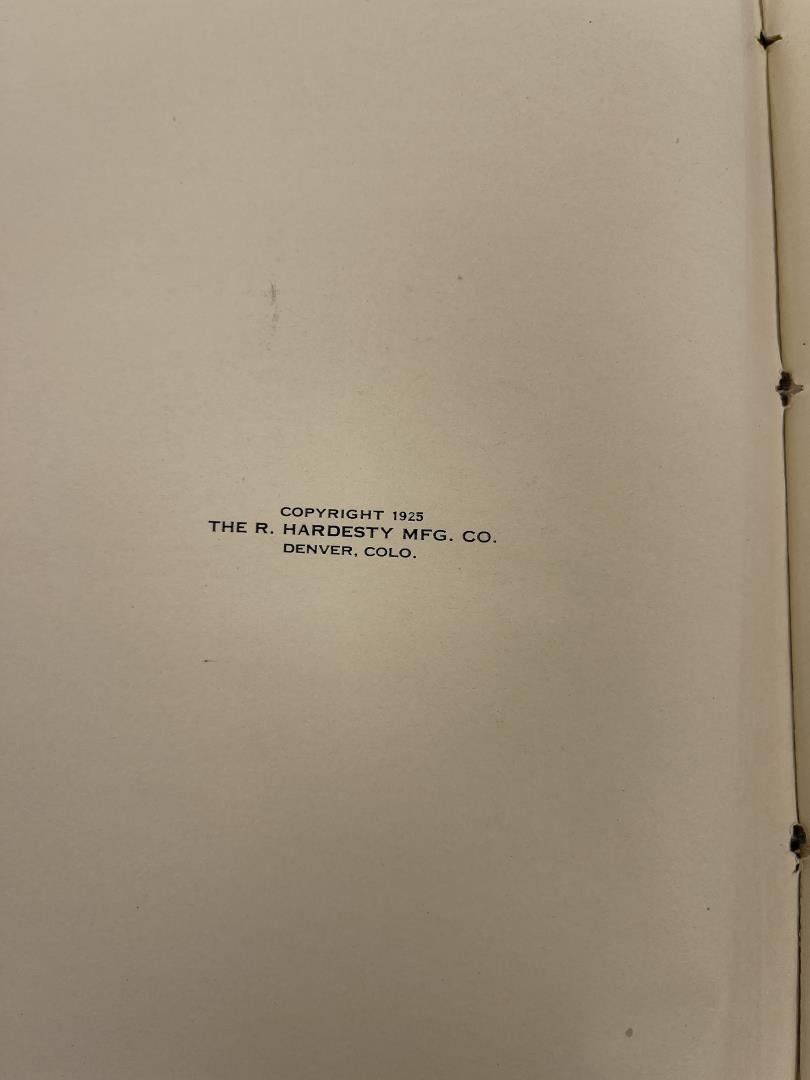 COPYRIGHT 1925
THE R. HARDESTY MFG. CO.
DENVER, COLO.